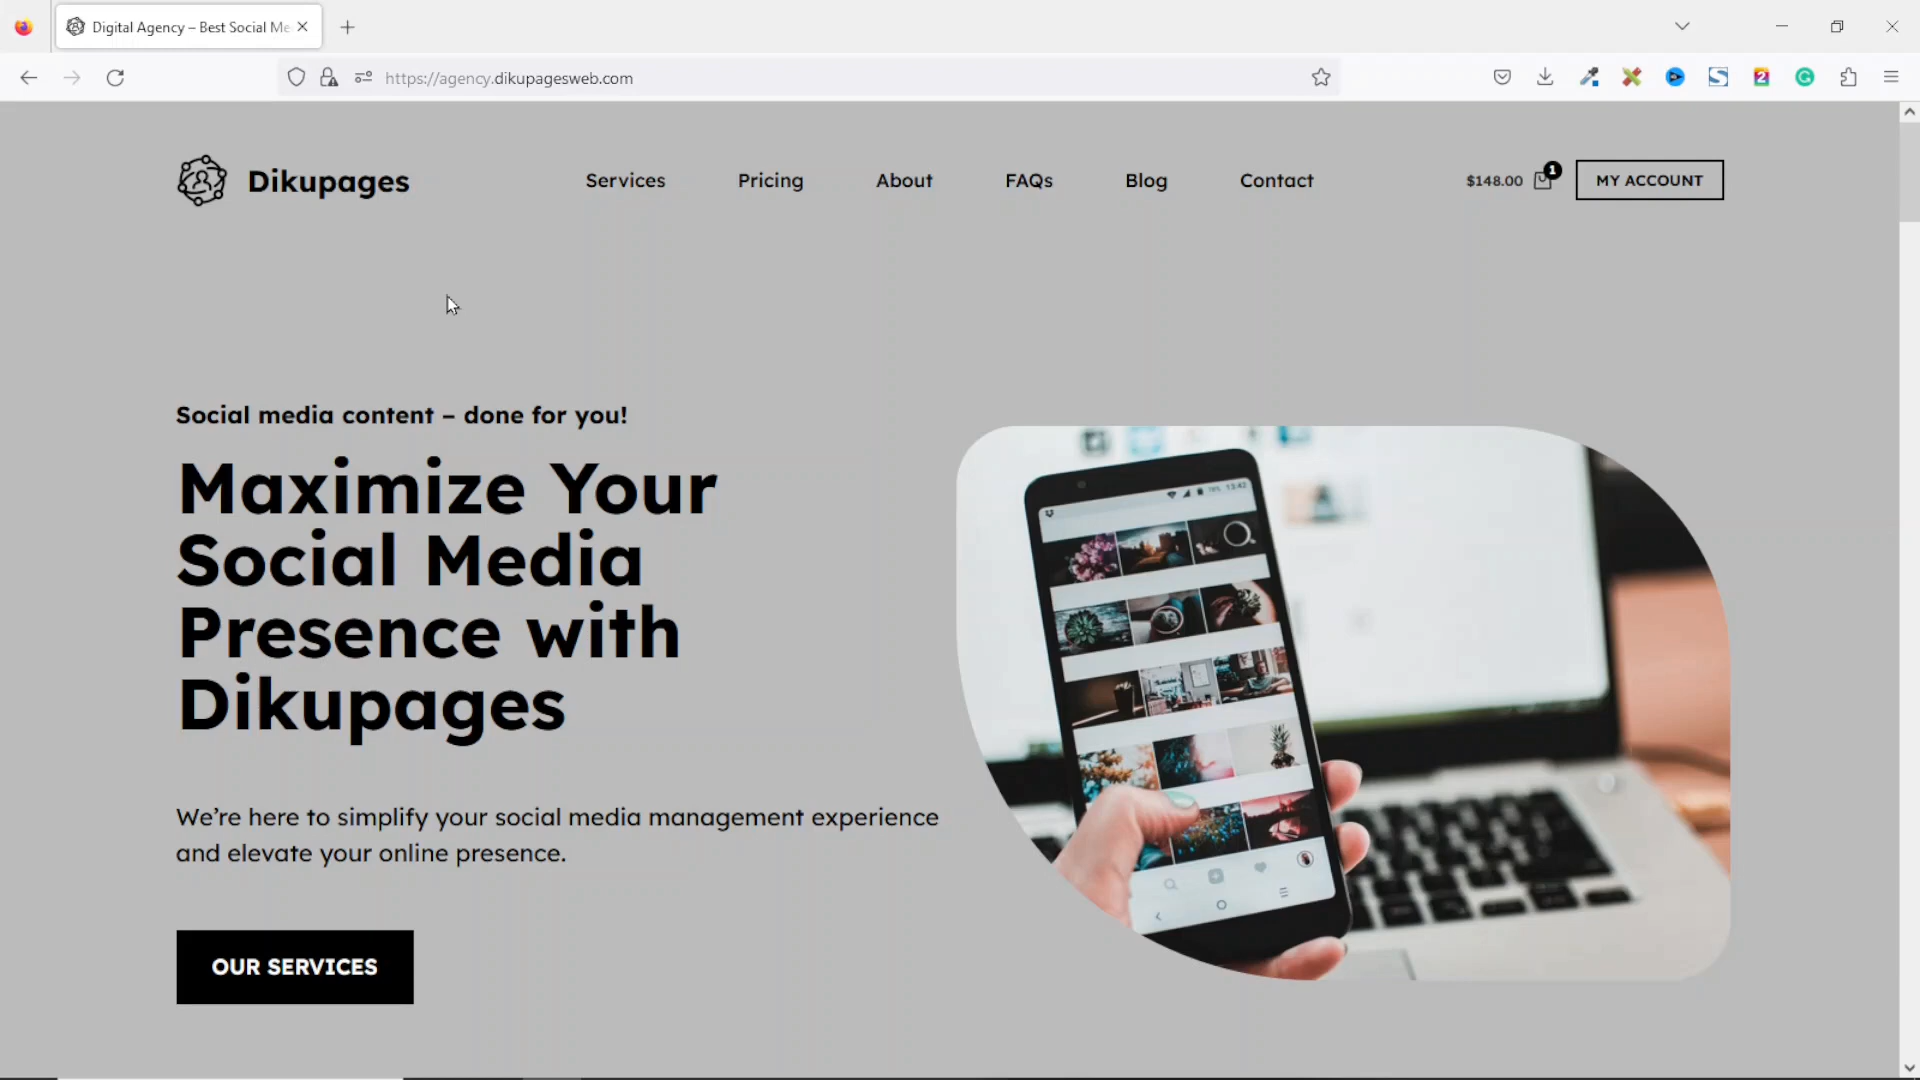 Digital Agency – Best Social Me
https://agency.dikupagesweb.com
Dikupages
Services
Pricing
About
FAQs
Blog
Contact
$148.00
1
MY ACCOUNT
Social media content – done for you!
Maximize Your
Social Media
Presence with
Dikupages
We're here to simplify your social media management experience
and elevate your online presence.
OUR SERVICES
13:42